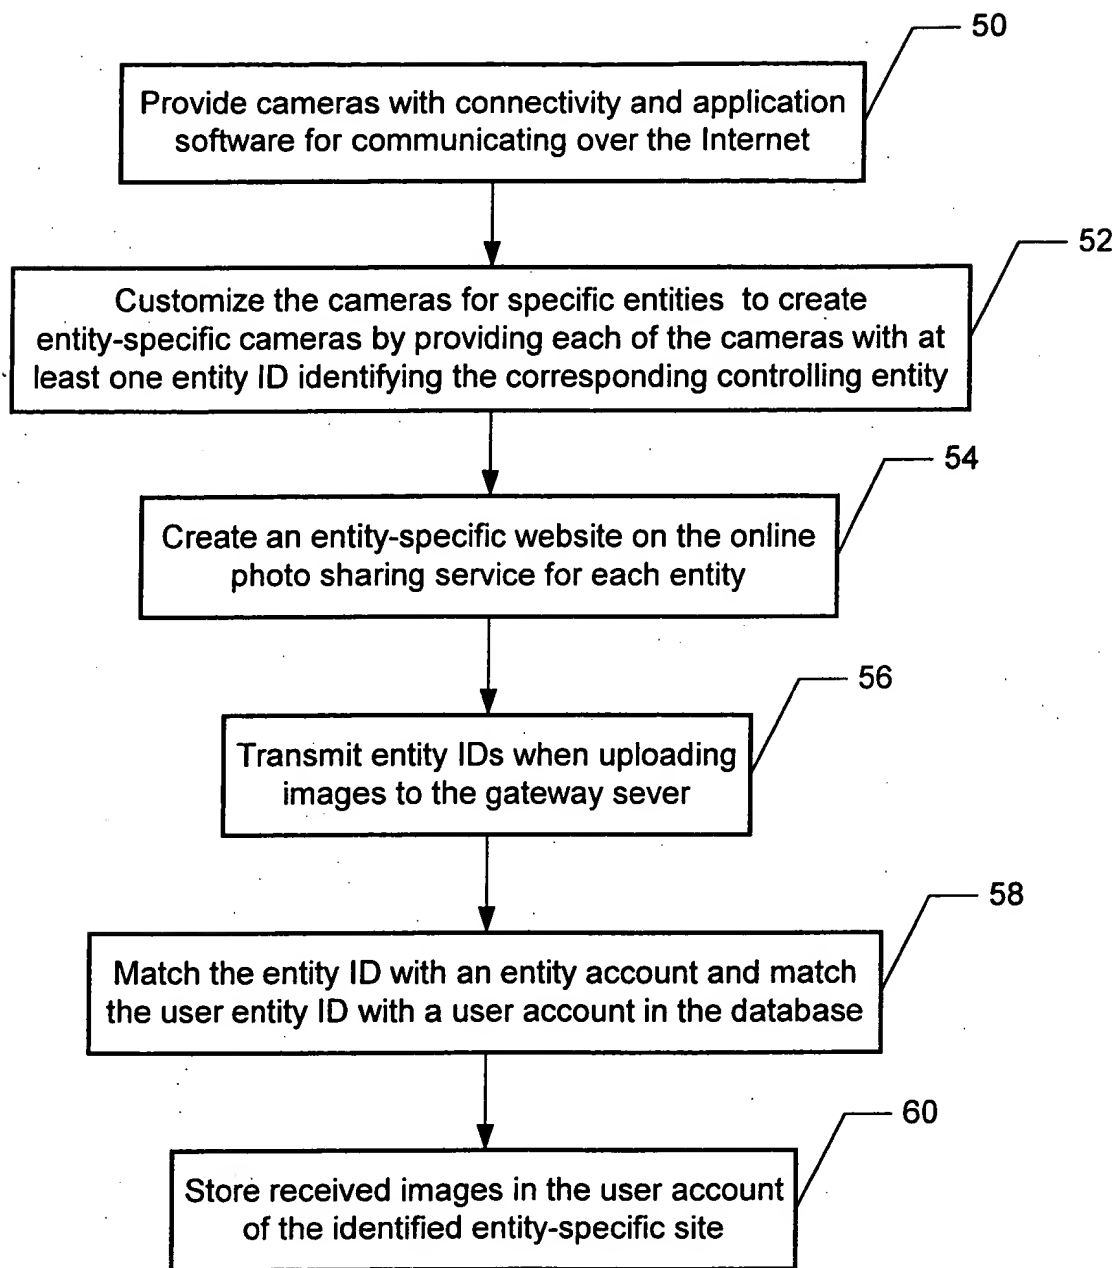 50
Provide cameras with connectivity and application
software for communicating over the Internet
52
Customize the cameras for specific entities to create
entity-specific cameras by providing each of the cameras with at
least one entity ID identifying the corresponding controlling entity
54
Create an entity-specific website on the online
photo sharing service for each entity
56
Transmit entity IDs when uploading
images to the gateway sever
58
Match the entity ID with an entity account and match
the user entity ID with a user account in the database
60
Store received images in the user account
of the identified entity-specific site